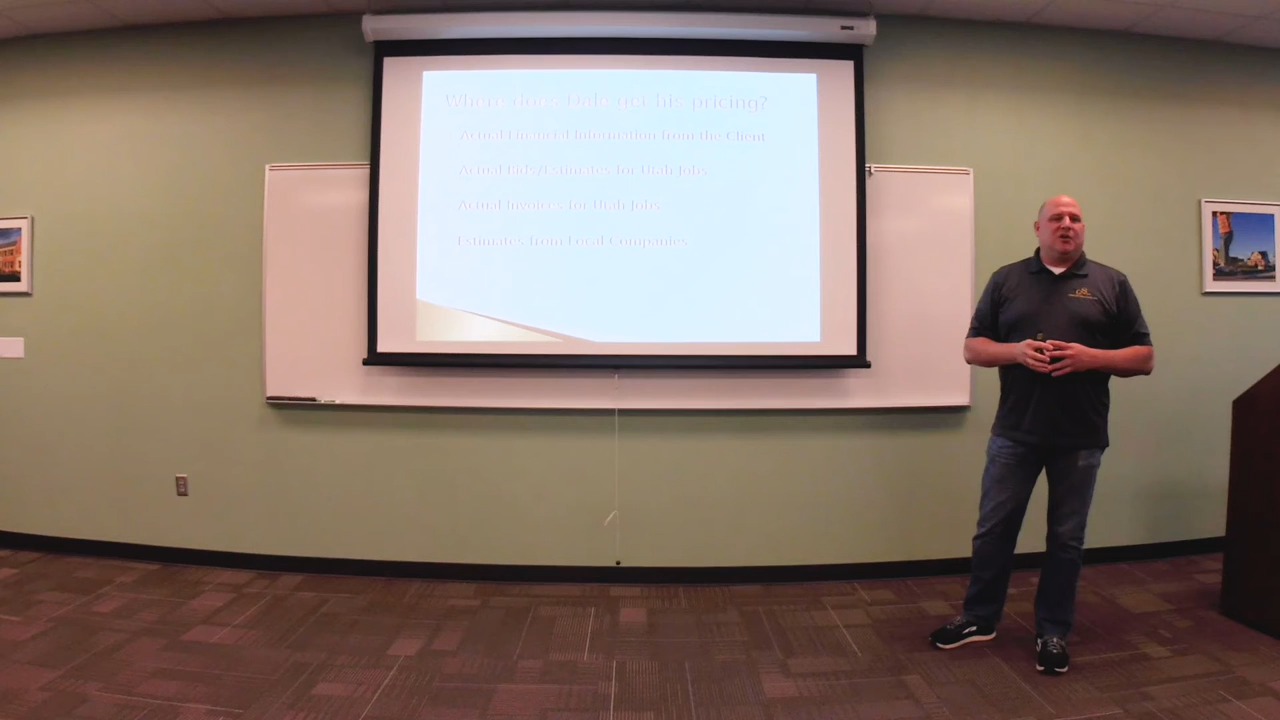 Where does Dale get his pricing?
Actual Financial Information from the Client
Actual Bids/Estimates for Utah Jobs
Actual Invoices for Utah Jobs
Estimates from Local Companies